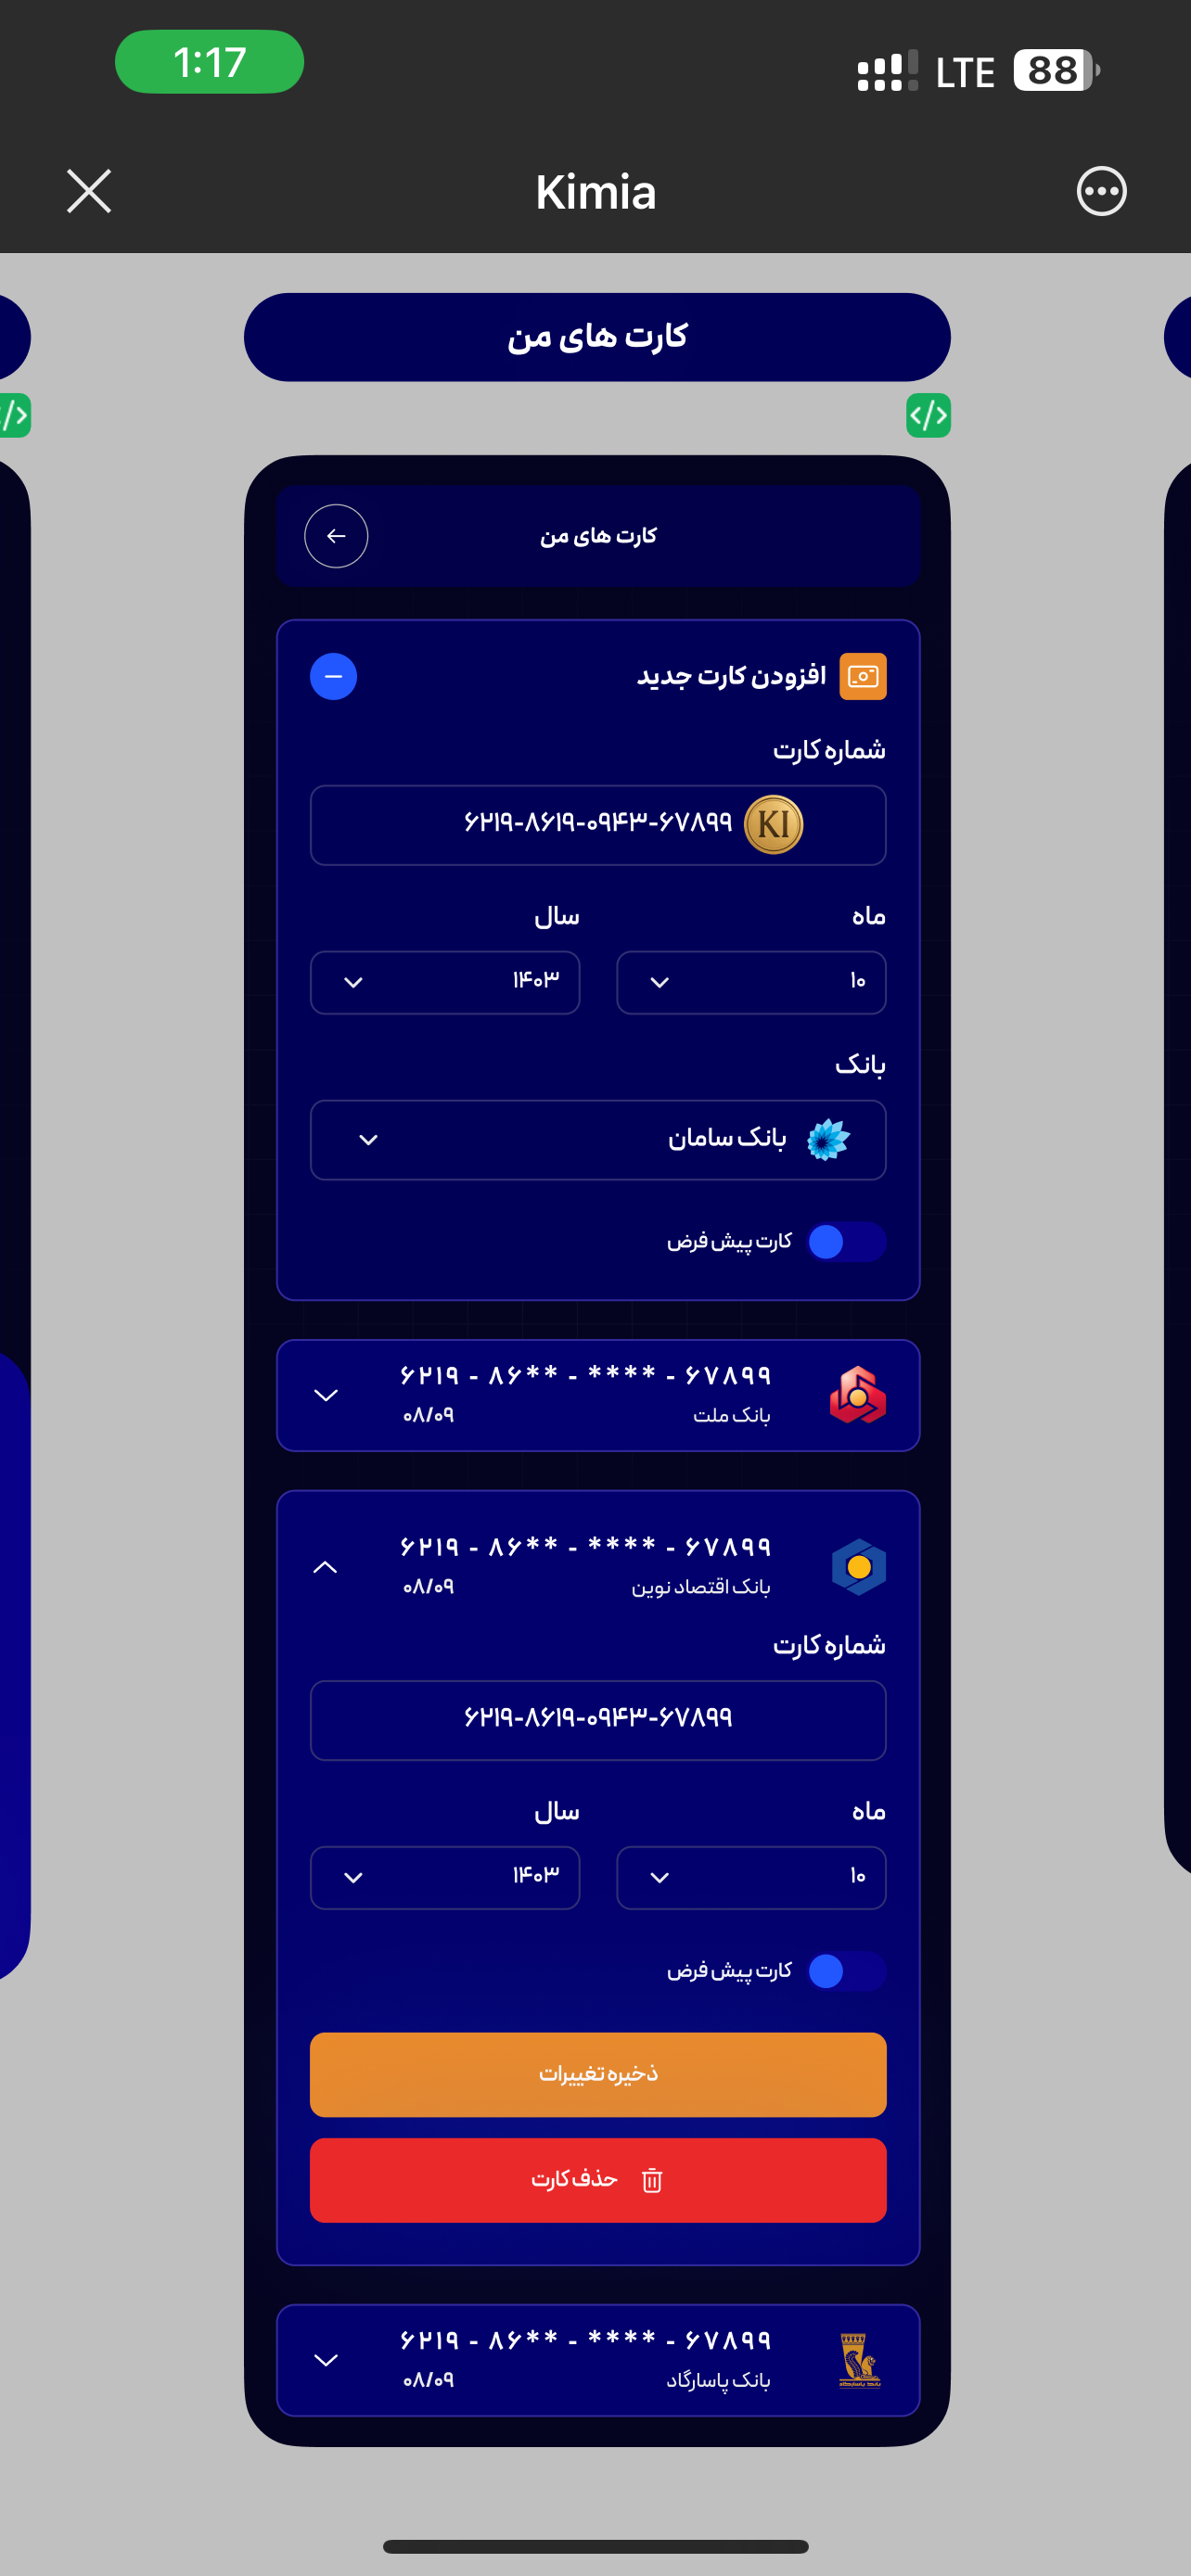 1:17
LTE 88
Kimia
کارت های من
</>
</>
کارت های من
افزودن کارت جدید
شماره کارت
KI ۶۲۱۹-۸۶۱۹-۰۹۴۳-۶۷۸۹۹
ماه سال
۱۰ ۱۴۰۳
بانک
بانک سامان
کارت پیش فرض
۶۲۱۹ - ۸۶** - **** - ۶۷۸۹۹
بانک ملت ۰۸/۰۹
۶۲۱۹ - ۸۶** - **** - ۶۷۸۹۹
بانک اقتصاد نوین ۰۸/۰۹
شماره کارت
۶۲۱۹-۸۶۱۹-۰۹۴۳-۶۷۸۹۹
ماه سال
۱۰ ۱۴۰۳
کارت پیش فرض
ذخیره تغییرات
حذف کارت
۶۲۱۹ - ۸۶** - **** - ۶۷۸۹۹
بانک پاسارگاد ۰۸/۰۹
بانک پاسارگاد